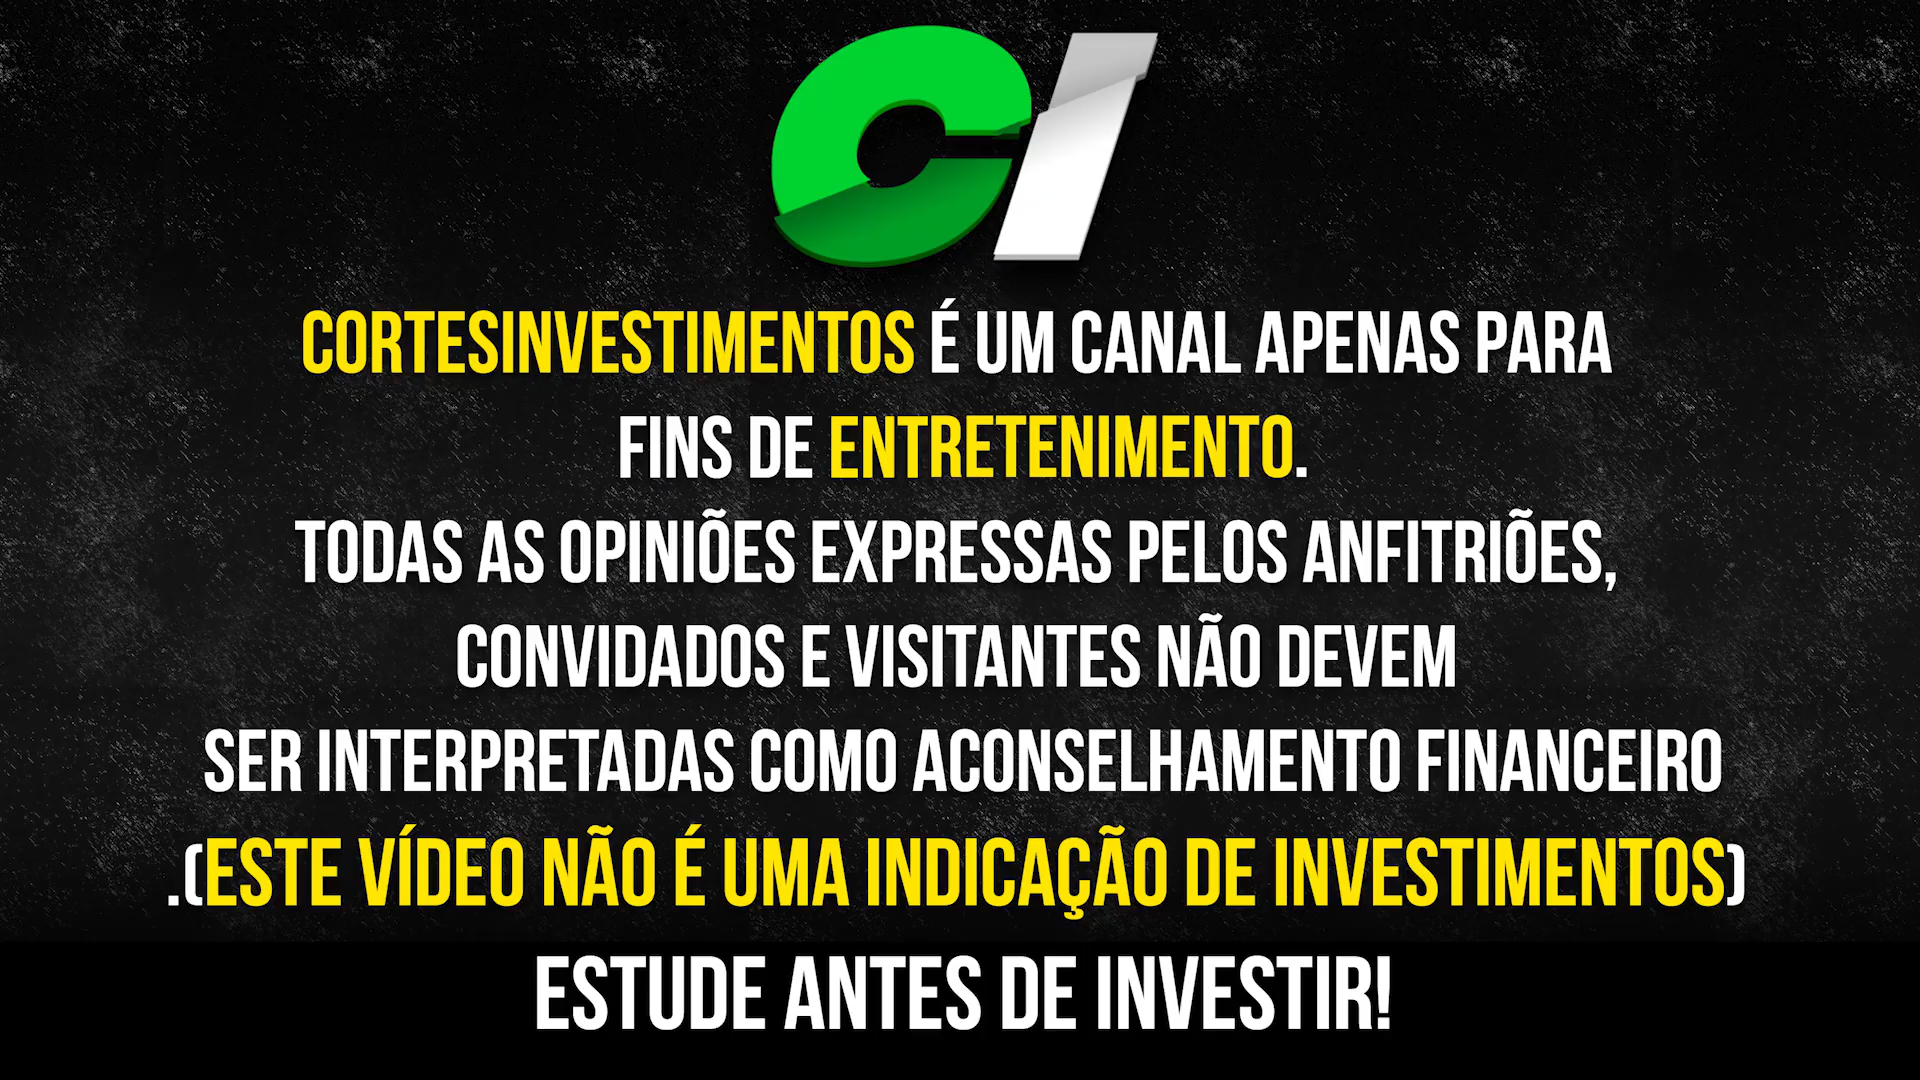 CI
CORTESINVESTIMENTOS É UM CANAL APENAS PARA
FINS DE ENTRETENIMENTO.
TODAS AS OPINIÕES EXPRESSAS PELOS ANFITRIÕES,
CONVIDADOS E VISITANTES NÃO DEVEM
SER INTERPRETADAS COMO ACONSELHAMENTO FINANCEIRO
.(ESTE VÍDEO NÃO É UMA INDICAÇÃO DE INVESTIMENTOS)
ESTUDE ANTES DE INVESTIR!